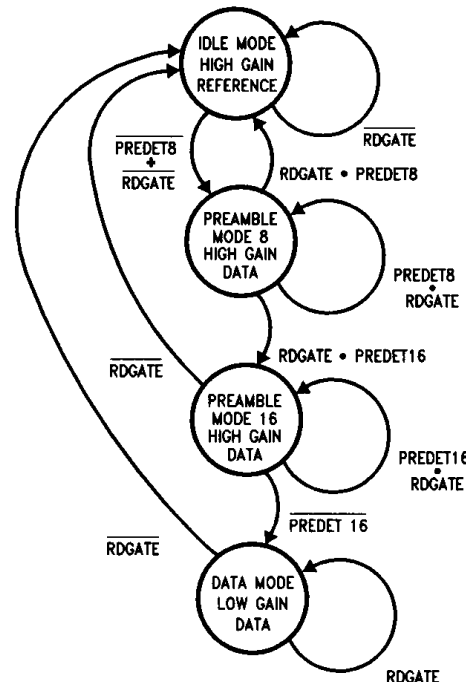 IDLE MODE
HIGH GAIN
REFERENCE
RDGATE
PREDET8
+
RDGATE
RDGATE • PREDET8
PREAMBLE
MODE 8
HIGH GAIN
DATA
PREDET8
•
RDGATE
RDGATE • PREDET16
RDGATE
PREAMBLE
MODE 16
HIGH GAIN
DATA
PREDET16
•
RDGATE
PREDET 16
RDGATE
DATA MODE
LOW GAIN
DATA
RDGATE